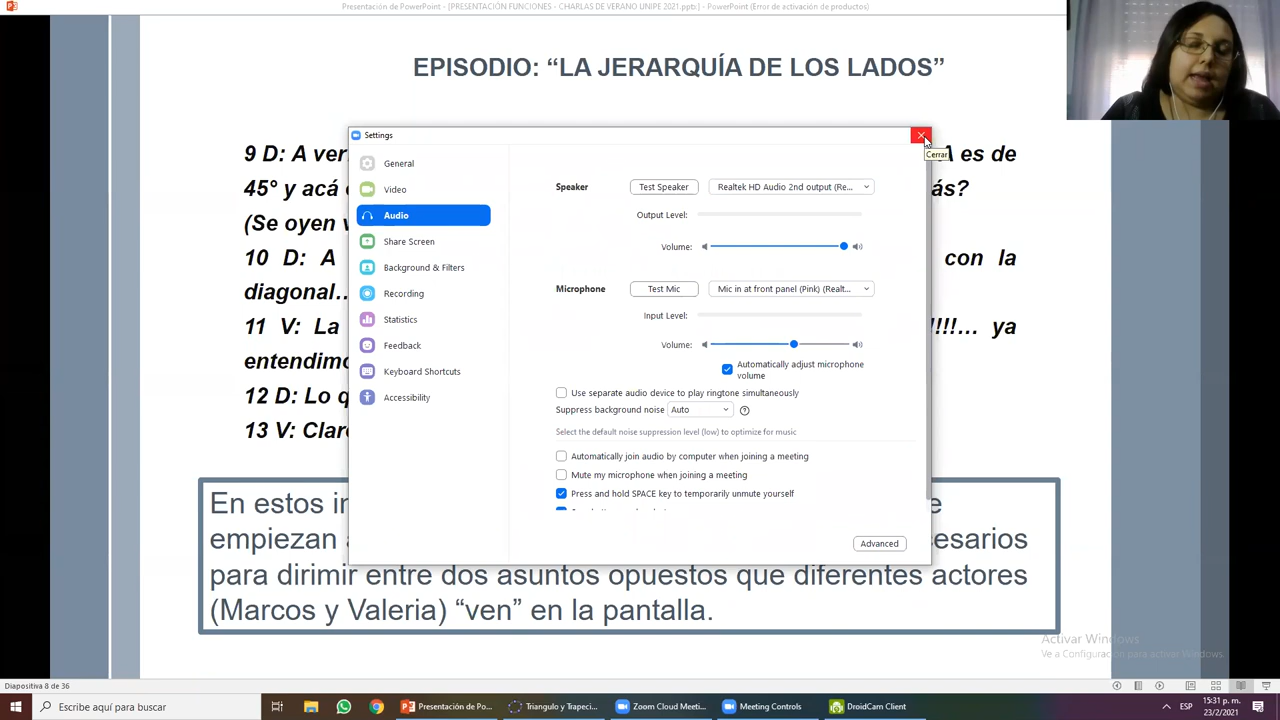 Presentación de PowerPoint - [PRESENTACIÓN FUNCIONES - CHARLAS DE VERANO UNIPE 2021.pptx] - PowerPoint (Error de activación de productos)
EPISODIO: “LA JERARQUÍA DE LOS LADOS”
9 D: A ver
A es de
45° y acá
ás?
(Se oyen v
10 D: A
con la
diagonal…
11 V: La
!!!!… ya
entendimo
12 D: Lo q
13 V: Clar
Settings
Cerrar
General
Video
Audio
Share Screen
Background & Filters
Recording
Statistics
Feedback
Keyboard Shortcuts
Accessibility
Speaker
Test Speaker
Realtek HD Audio 2nd output (Re...
Output Level:
Volume:
Microphone
Test Mic
Mic in at front panel (Pink) (Realt...
Input Level:
Volume:
Automatically adjust microphone
volume
Use separate audio device to play ringtone simultaneously
Suppress background noise Auto
Select the default noise suppression level (low) to optimize for music
Automatically join audio by computer when joining a meeting
Mute my microphone when joining a meeting
Press and hold SPACE key to temporarily unmute yourself
Advanced
En estos in
e
empiezan a
esarios
para dirimir entre dos asuntos opuestos que diferentes actores
(Marcos y Valeria) “ven” en la pantalla.
Activar Windows
Ve a Configuración para activar Windows.
Diapositiva 8 de 36
Escribe aquí para buscar
Presentación de Po...
Triangulo y Trapeci...
Zoom Cloud Meeti...
Meeting Controls
DroidCam Client
ESP
15:31 p. m.
23/2/2021